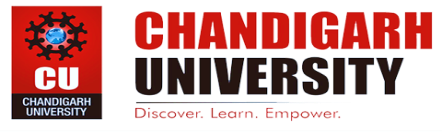 CU
CHANDIGARH
UNIVERSITY
CHANDIGARH
UNIVERSITY
Discover. Learn. Empower.